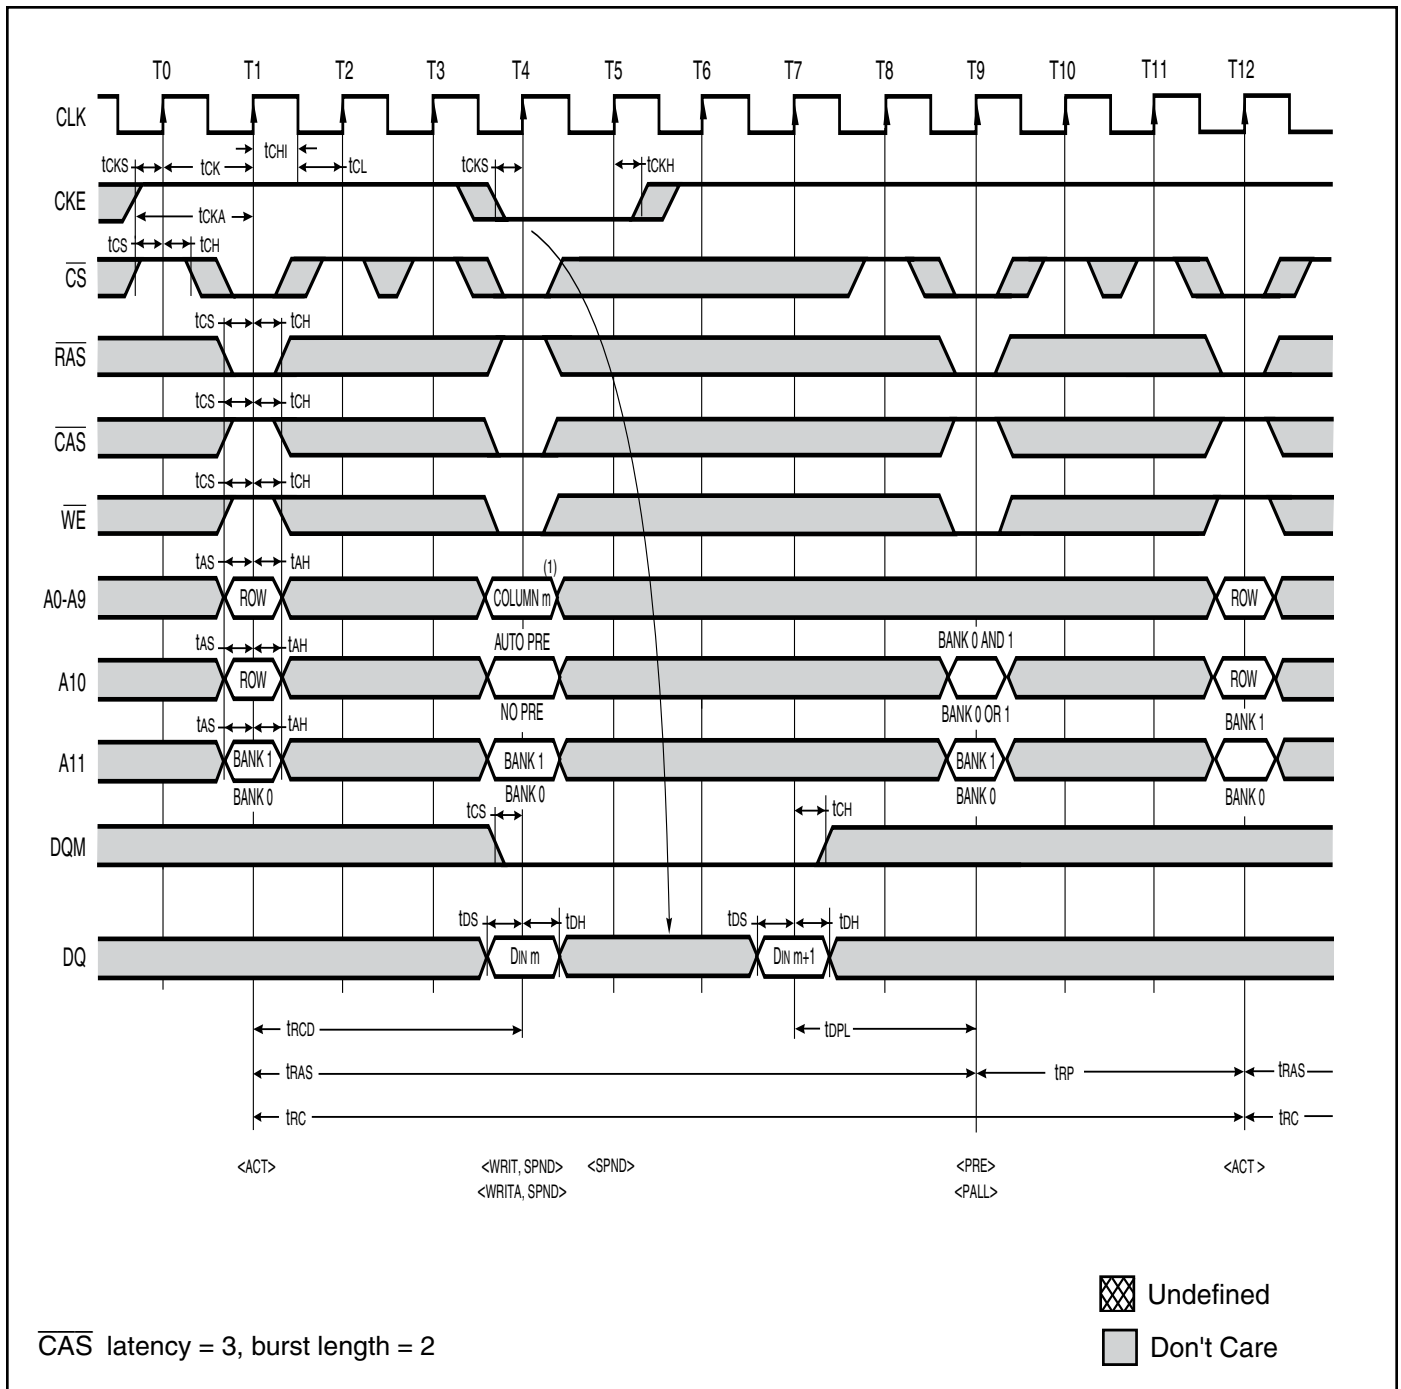 T0 T1 T2 T3 T4 T5 T6 T7 T8 T9 T10 T11 T12
CLK
tCHI
tCKS tCK tCL tCKS tCKH
CKE
tCKA
tCS tCH
CS
tCS tCH
RAS
tCS tCH
CAS
tCS tCH
WE
tAS tAH (1)
A0-A9 ROW COLUMN m ROW
tAS tAH AUTO PRE BANK 0 AND 1
A10 ROW ROW
NO PRE BANK 0 OR 1 BANK 1
tAS tAH
A11 BANK 1 BANK 1 BANK 1
BANK 0 BANK 0 BANK 0 BANK 0
tCS tCH
DQM
tDS tDH tDS tDH
DQ DIN m DIN m+1
tRCD tDPL
tRAS tRP tRAS
tRC tRC
<ACT> <WRIT, SPND> <SPND> <PRE> <ACT >
<WRITA, SPND> <PALL>
Undefined
CAS latency = 3, burst length = 2
Don't Care